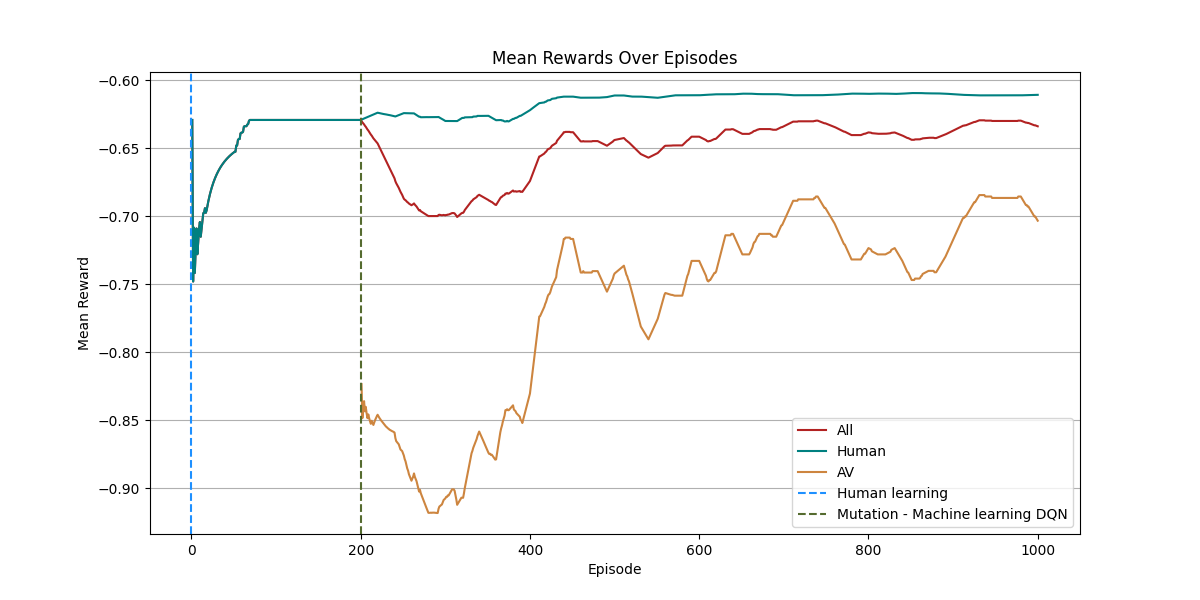 Mean Rewards Over Episodes
Mean Reward
−0.60
−0.65
−0.70
−0.75
−0.80
−0.85
−0.90
All
Human
AV
Human learning
Mutation - Machine learning DQN
0 200 400 600 800 1000
Episode